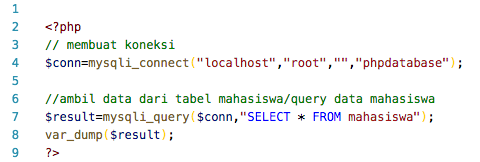 1
2 <?php
3 // membuat koneksi
4 $conn=mysqli_connect("localhost","root","","phpdatabase");
5
6 //ambil data dari tabel mahasiswa/query data mahasiswa
7 $result=mysqli_query($conn,"SELECT * FROM mahasiswa");
8 var_dump($result);
9 ?>